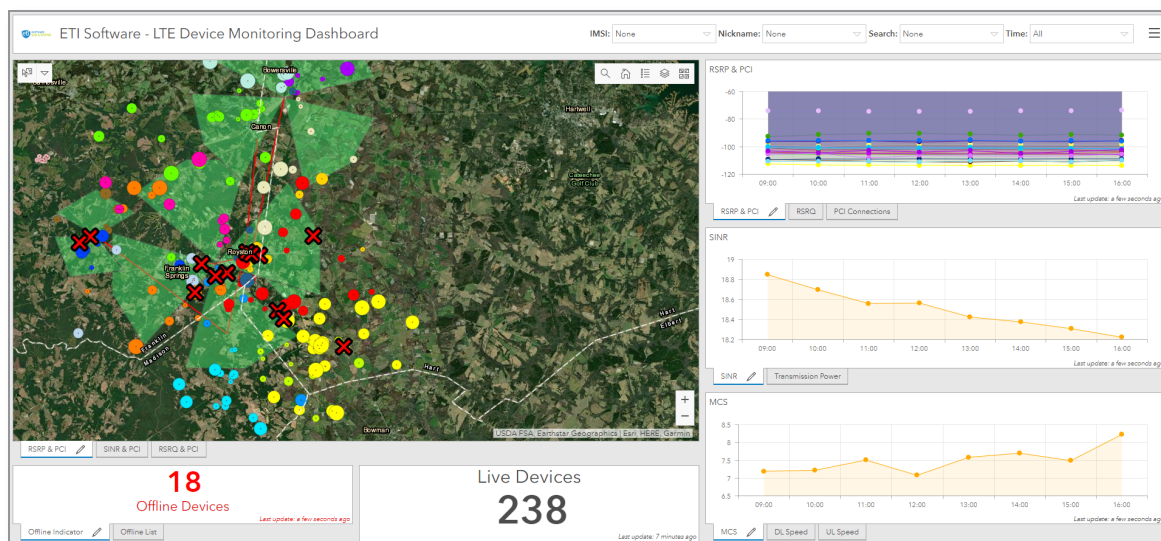 ETI Software - LTE Device Monitoring Dashboard
IMSI: None Nickname: None Search: None Time: All
Bowersville
Canon
Hartwell
Cateechee
Golf Club
Royston
Franklin
Springs
Franklin
Madison
Hart
Elbert
Hart
Bowman
USDA FSA, Earthstar Geographics | Esri, HERE, Garmin
RSRP & PCI SINR & PCI RSRQ & PCI
18
Offline Devices
Last update: a few seconds ago
Offline Indicator Offline List
Live Devices
238
Last update: 7 minutes ago
RSRP & PCI
-60
-80
-100
-120
09:00 10:00 11:00 12:00 13:00 14:00 15:00 16:00
Last update: a few seconds ago
RSRP & PCI RSRQ PCI Connections
SINR
19
18.8
18.6
18.4
18.2
09:00 10:00 11:00 12:00 13:00 14:00 15:00 16:00
Last update: a few seconds ago
SINR Transmission Power
MCS
8.5
8
7.5
7
6.5
09:00 10:00 11:00 12:00 13:00 14:00 15:00 16:00
Last update: a few seconds ago
MCS DL Speed UL Speed